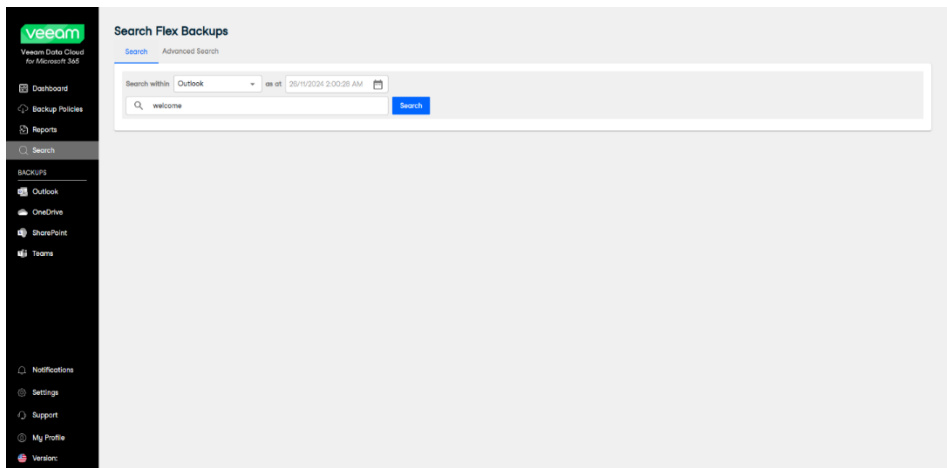 veeam
Veeam Data Cloud
for Microsoft 365
Dashboard
Backup Policies
Reports
Search
BACKUPS
Outlook
OneDrive
SharePoint
Teams
Notifications
Settings
Support
My Profile
Version:
Search Flex Backups
Search Advanced Search
Search within Outlook as at 26/11/2024 2:00:26 AM
welcome Search